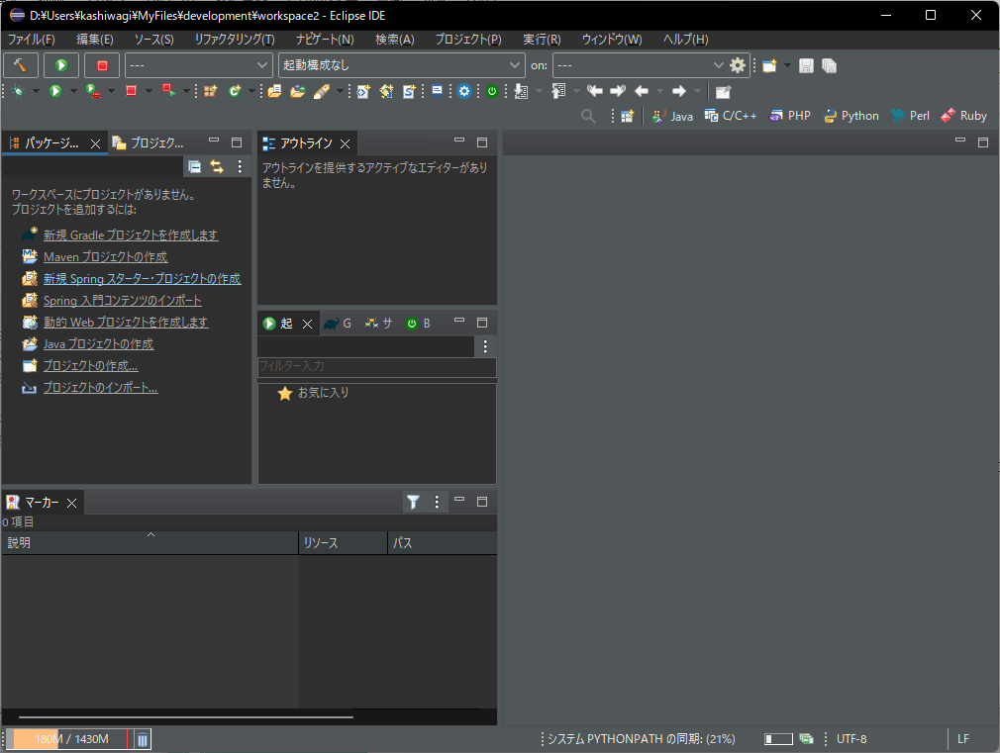 D:¥Users¥kashiwagi¥MyFiles¥development¥workspace2 - Eclipse IDE
ファイル(F) 編集(E) ソース(S) リファクタリング(T) ナビゲート(N) 検索(A) プロジェクト(P) 実行(R) ウィンドウ(W) ヘルプ(H)
--- 起動構成なし on: ---
Java C/C++ PHP Python Perl Ruby
パッケージ... プロジェク...
ワークスペースにプロジェクトがありません。
プロジェクトを追加するには:
新規 Gradle プロジェクトを作成します
Maven プロジェクトの作成
新規 Spring スターター・プロジェクトの作成
Spring 入門コンテンツのインポート
動的 Web プロジェクトを作成します
Java プロジェクトの作成
プロジェクトの作成...
プロジェクトのインポート...
アウトライン
アウトラインを提供するアクティブなエディターがあり
ません。
起 G サ B
フィルター入力
お気に入り
マーカー
0 項目
説明 リソース パス
180M / 1430M
システム PYTHONPATH の同期: (21%) UTF-8 LF